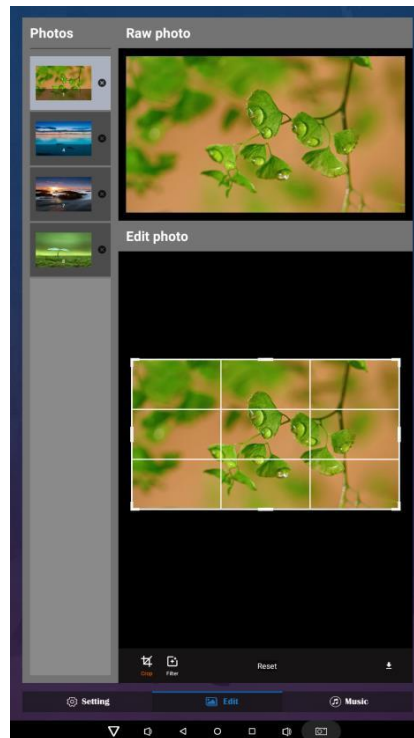 Photos
Raw photo
Edit photo
Crop
Filter
Reset
Setting
Edit
Music